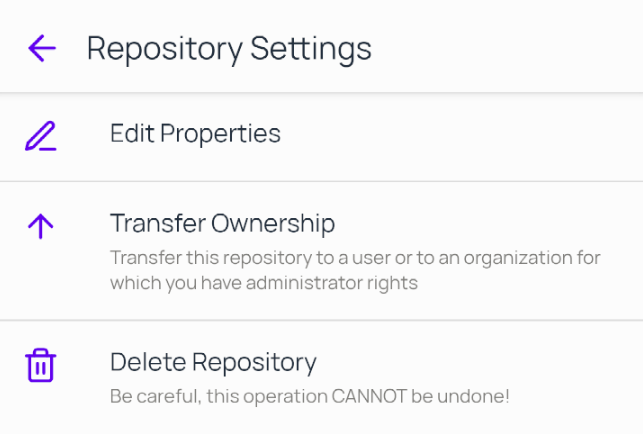 Repository Settings
Edit Properties
Transfer Ownership
Transfer this repository to a user or to an organization for
which you have administrator rights
Delete Repository
Be careful, this operation CANNOT be undone!